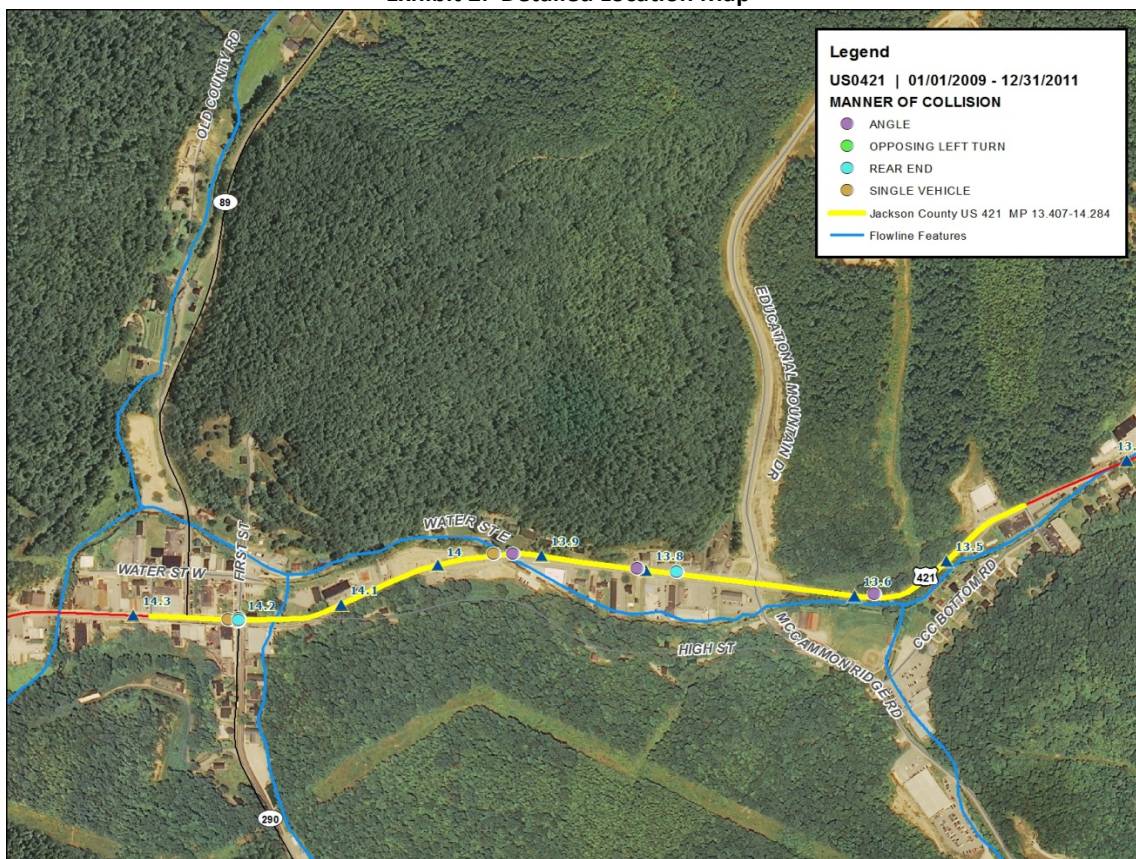 Exhibit 2: Detailed Location Map
Legend
US0421 | 01/01/2009 - 12/31/2011
MANNER OF COLLISION
ANGLE
OPPOSING LEFT TURN
REAR END
SINGLE VEHICLE
Jackson County US 421 MP 13.407-14.284
Flowline Features
OLD COUNTY RD
89
EDUCATIONAL MOUNTAIN DR
13.
WATER ST E
14
13.9
13.8
13.5
421
13.6
WATER ST W
FIRST ST
14.3
14.2
14.1
CCC BOTTOM RD
HIGH ST
MCCAMMON RIDGE RD
290